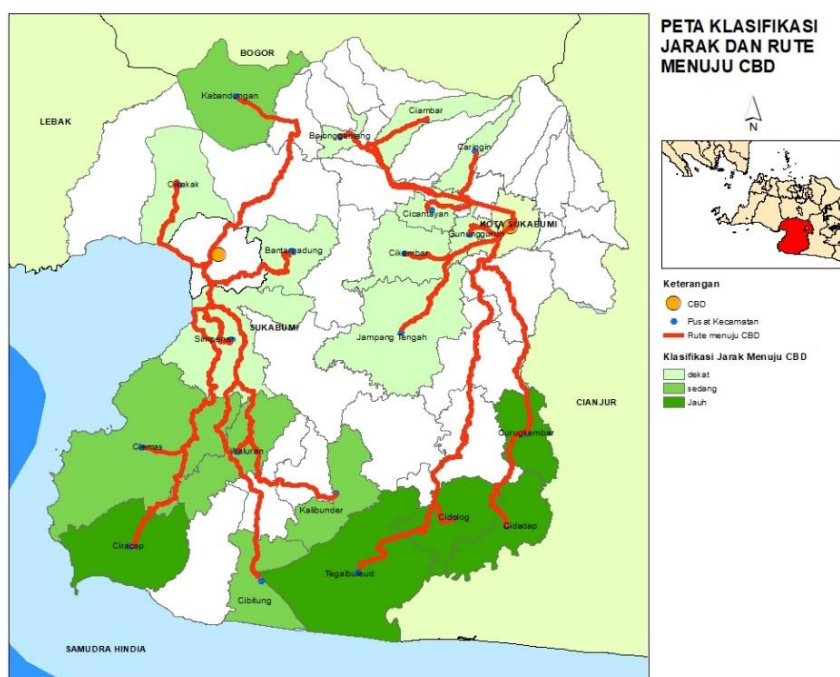 PETA KLASIFIKASI
JARAK DAN RUTE
MENUJU CBD
N
Keterangan
CBD
Pusat Kecamatan
Rute menuju CBD
Klasifikasi Jarak Menuju CBD
dekat
sedang
Jauh
BOGOR
LEBAK
Kabandungan
Ciambar
Bojonggenteng
Caringin
Cikakak
Cicantayan
KOTA SUKABUMI
Gunungguruh
Bantargadung
Cikembar
SUKABUMI
Simpenan
Jampang Tengah
CIANJUR
Curugkembar
Ciemas
Waluran
Kalibunder
Cidolog
Cidadap
Ciracap
Tegalbuleud
Cibitung
SAMUDRA HINDIA